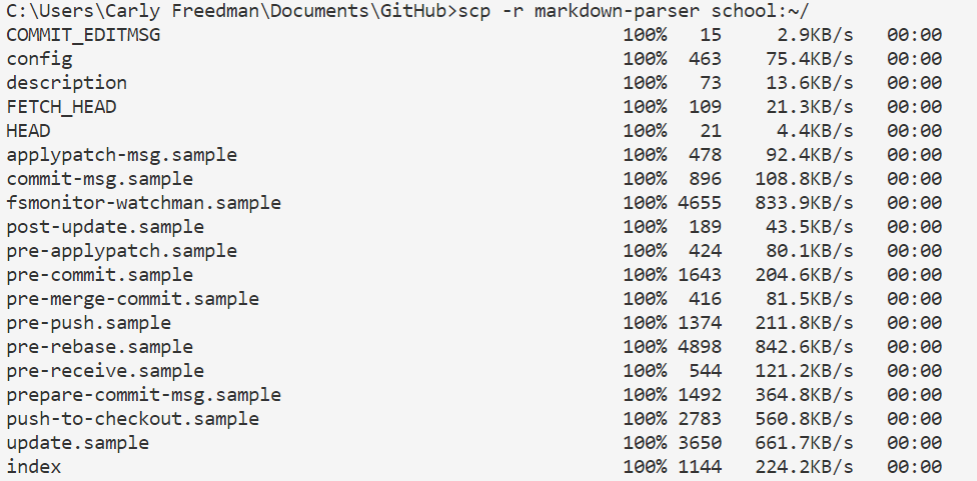 C:\Users\Carly Freedman\Documents\GitHub>scp -r markdown-parser school:~/
COMMIT_EDITMSG 100% 15 2.9KB/s 00:00
config 100% 463 75.4KB/s 00:00
description 100% 73 13.6KB/s 00:00
FETCH_HEAD 100% 109 21.3KB/s 00:00
HEAD 100% 21 4.4KB/s 00:00
applypatch-msg.sample 100% 478 92.4KB/s 00:00
commit-msg.sample 100% 896 108.8KB/s 00:00
fsmonitor-watchman.sample 100% 4655 833.9KB/s 00:00
post-update.sample 100% 189 43.5KB/s 00:00
pre-applypatch.sample 100% 424 80.1KB/s 00:00
pre-commit.sample 100% 1643 204.6KB/s 00:00
pre-merge-commit.sample 100% 416 81.5KB/s 00:00
pre-push.sample 100% 1374 211.8KB/s 00:00
pre-rebase.sample 100% 4898 842.6KB/s 00:00
pre-receive.sample 100% 544 121.2KB/s 00:00
prepare-commit-msg.sample 100% 1492 364.8KB/s 00:00
push-to-checkout.sample 100% 2783 560.8KB/s 00:00
update.sample 100% 3650 661.7KB/s 00:00
index 100% 1144 224.2KB/s 00:00